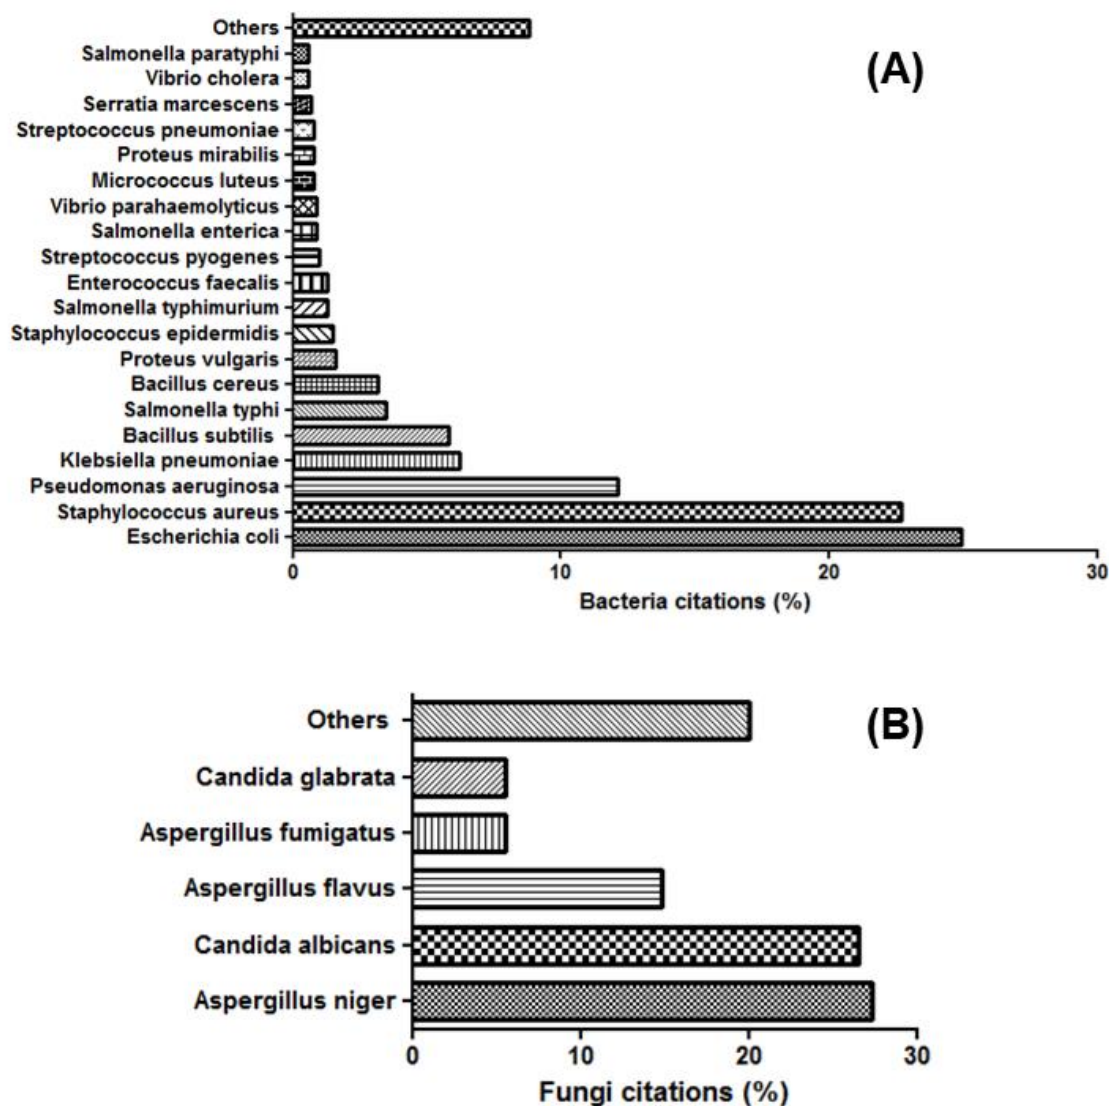 Others
(A)
Salmonella paratyphi
Vibrio cholera
Serratia marcescens
Streptococcus pneumoniae
Proteus mirabilis
Micrococcus luteus
Vibrio parahaemolyticus
Salmonella enterica
Streptococcus pyogenes
Enterococcus faecalis
Salmonella typhimurium
Staphylococcus epidermidis
Proteus vulgaris
Bacillus cereus
Salmonella typhi
Bacillus subtilis
Klebsiella pneumoniae
Pseudomonas aeruginosa
Staphylococcus aureus
Escherichia coli
0 10 20 30
Bacteria citations (%)
Others
(B)
Candida glabrata
Aspergillus fumigatus
Aspergillus flavus
Candida albicans
Aspergillus niger
0 10 20 30
Fungi citations (%)